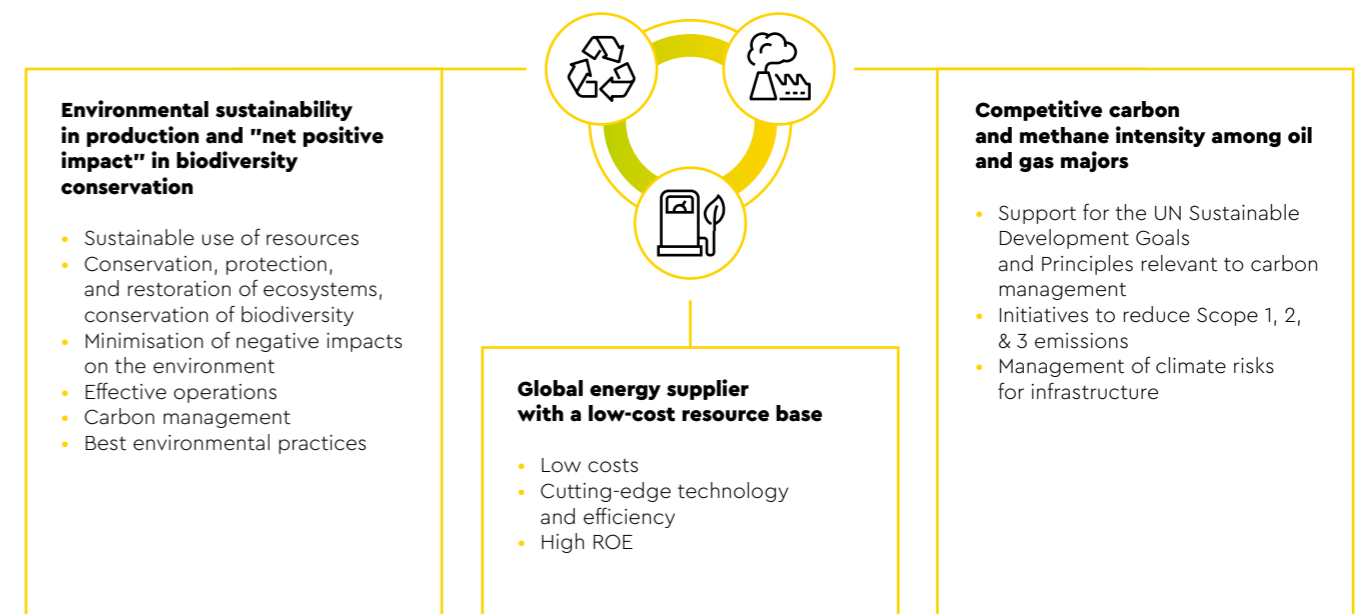 Environmental sustainability
in production and "net positive
impact" in biodiversity
conservation
• Sustainable use of resources
• Conservation, protection,
and restoration of ecosystems,
conservation of biodiversity
• Minimisation of negative impacts
on the environment
• Effective operations
• Carbon management
• Best environmental practices
Global energy supplier
with a low-cost resource base
• Low costs
• Cutting-edge technology
and efficiency
• High ROE
Competitive carbon
and methane intensity among oil
and gas majors
• Support for the UN Sustainable
Development Goals
and Principles relevant to carbon
management
• Initiatives to reduce Scope 1, 2,
& 3 emissions
• Management of climate risks
for infrastructure